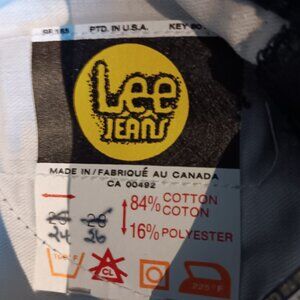 PTD. IN U.S.A.
Lee
JEANS
MADE IN/FABRIQUÉ AU CANADA
CA 00492
84% COTTON
COTON
16% POLYESTER
CL